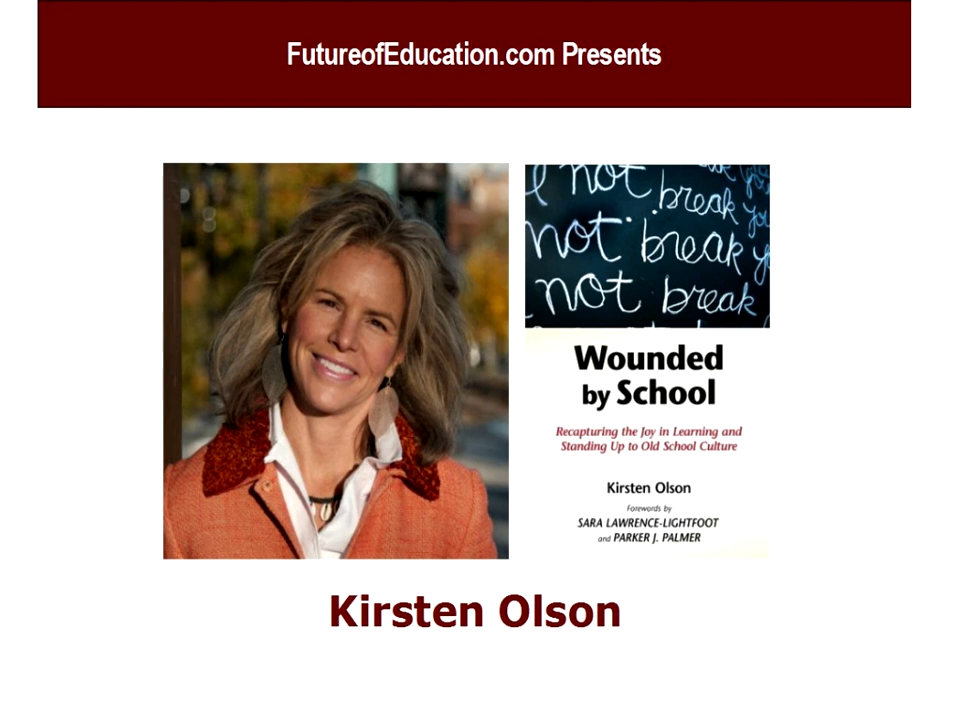 FutureofEducation.com Presents
not break you
not break y
not break
Wounded
by School
Recapturing the Joy in Learning and
Standing Up to Old School Culture
Kirsten Olson
Forewords by
SARA LAWRENCE-LIGHTFOOT
and PARKER J. PALMER
Kirsten Olson